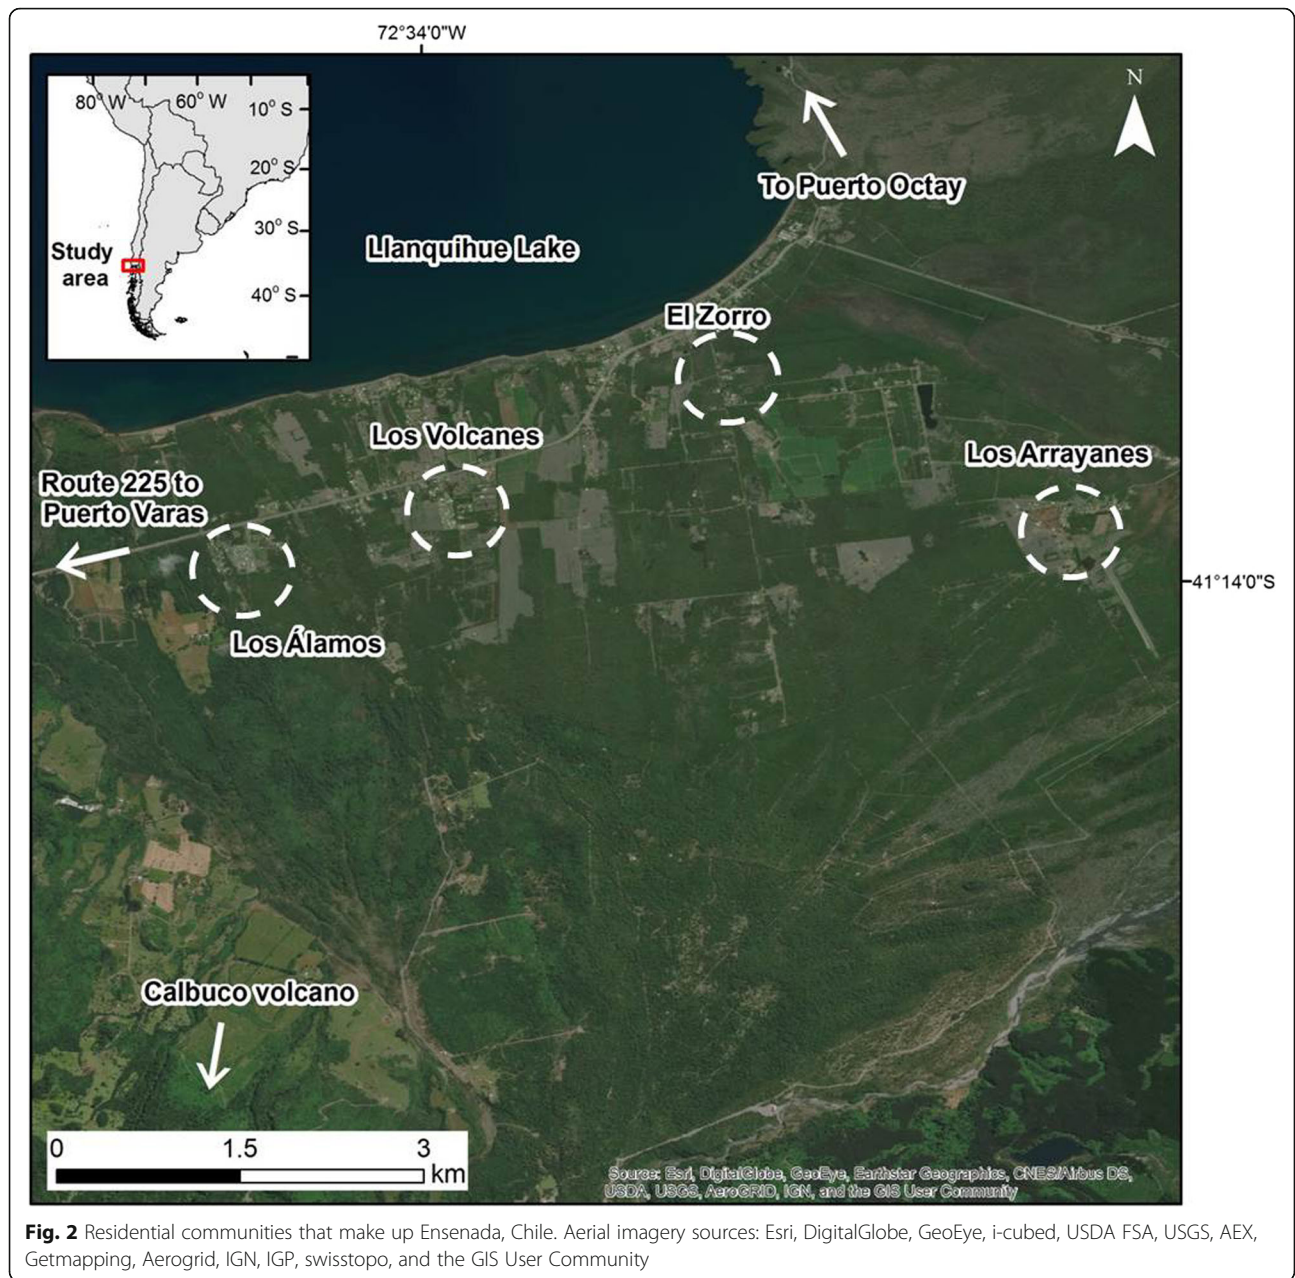 72°34'0"W
80° W
60° W
10° S
20° S
30° S
40° S
Study
area
N
To Puerto Octay
Llanquihue Lake
El Zorro
Los Volcanes
Los Arrayanes
Route 225 to
Puerto Varas
41°14'0"S
Los Álamos
Calbuco volcano
0
1.5
3
km
Source: Esri, DigitalGlobe, GeoEye, Earthstar Geographics, CNES/Airbus DS,
USDA, USGS, AeroGRID, IGN, and the GIS User Community
Fig. 2 Residential communities that make up Ensenada, Chile. Aerial imagery sources: Esri, DigitalGlobe, GeoEye, i-cubed, USDA FSA, USGS, AEX,
Getmapping, Aerogrid, IGN, IGP, swisstopo, and the GIS User Community